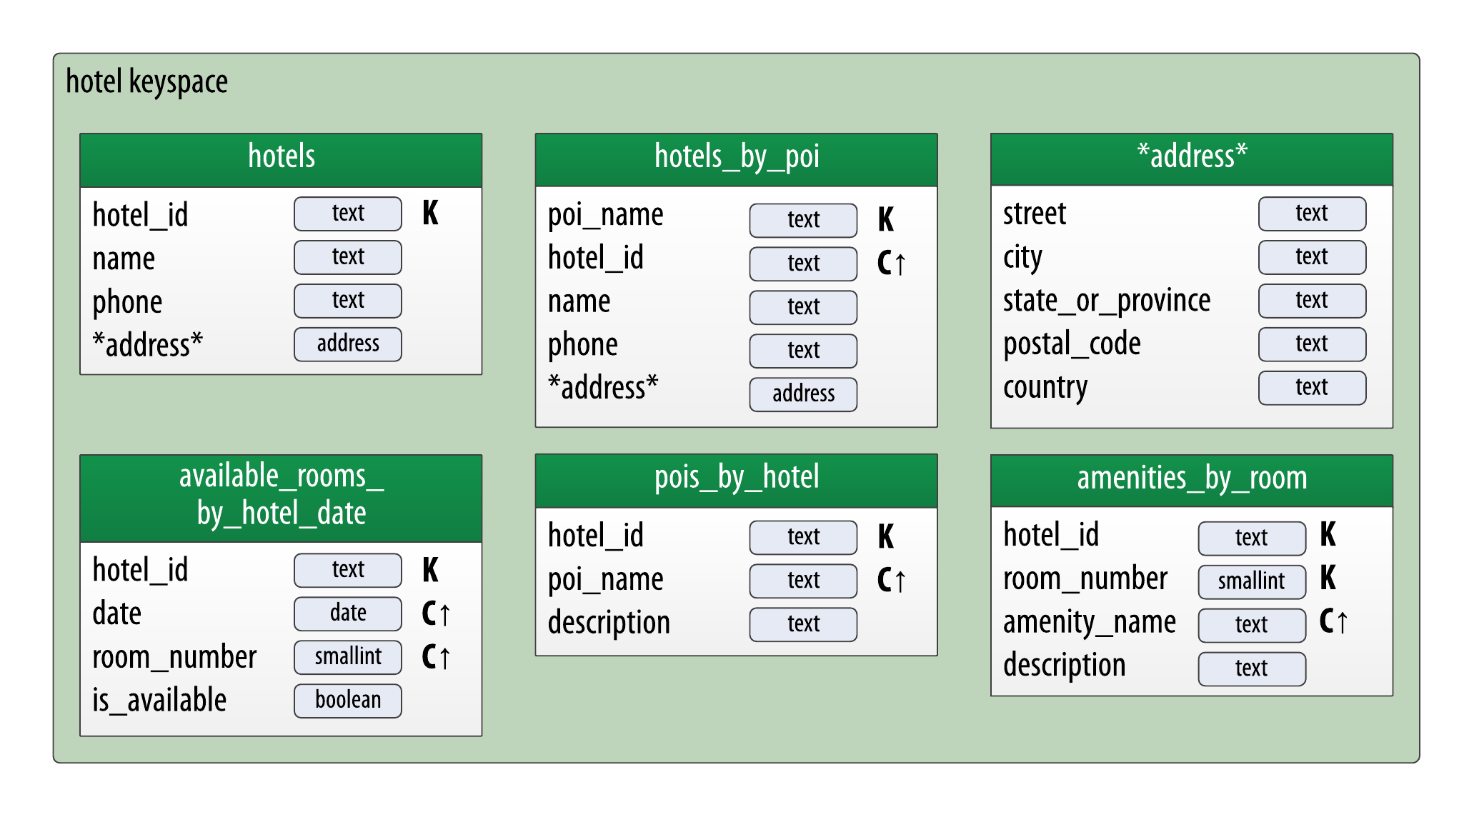 hotel keyspace
hotels
hotel_id text K
name text
phone text
*address* address
hotels_by_poi
poi_name text K
hotel_id text C↑
name text
phone text
*address* address
*address*
street text
city text
state_or_province text
postal_code text
country text
available_rooms_
by_hotel_date
hotel_id text K
date date C↑
room_number smallint C↑
is_available boolean
pois_by_hotel
hotel_id text K
poi_name text C↑
description text
amenities_by_room
hotel_id text K
room_number smallint K
amenity_name text C↑
description text